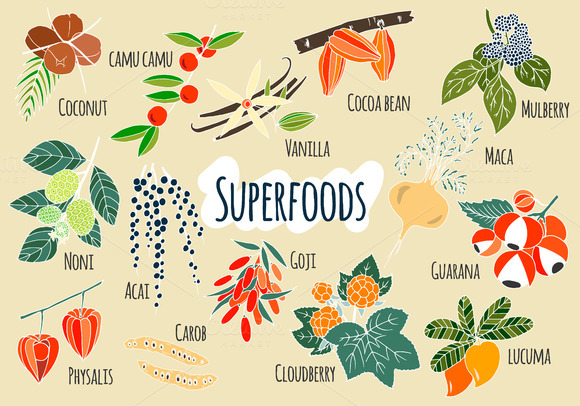 Coconut
Camu Camu
Vanilla
Cocoa bean
Mulberry
Maca
Noni
Acai
Superfoods
Goji
Guarana
Physalis
Carob
Cloudberry
Lucuma